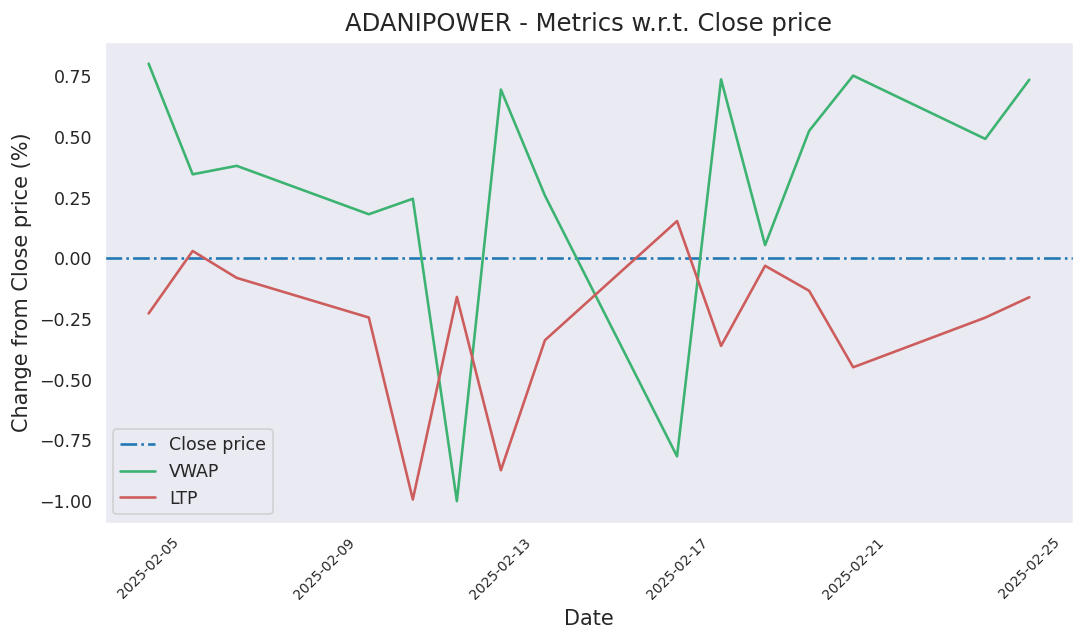 ADANIPOWER - Metrics w.r.t. Close price
Change from Close price (%)
0.75
0.50
0.25
0.00
−0.25
−0.50
−0.75
−1.00
Close price
VWAP
LTP
2025-02-05
2025-02-09
2025-02-13
2025-02-17
2025-02-21
2025-02-25
Date